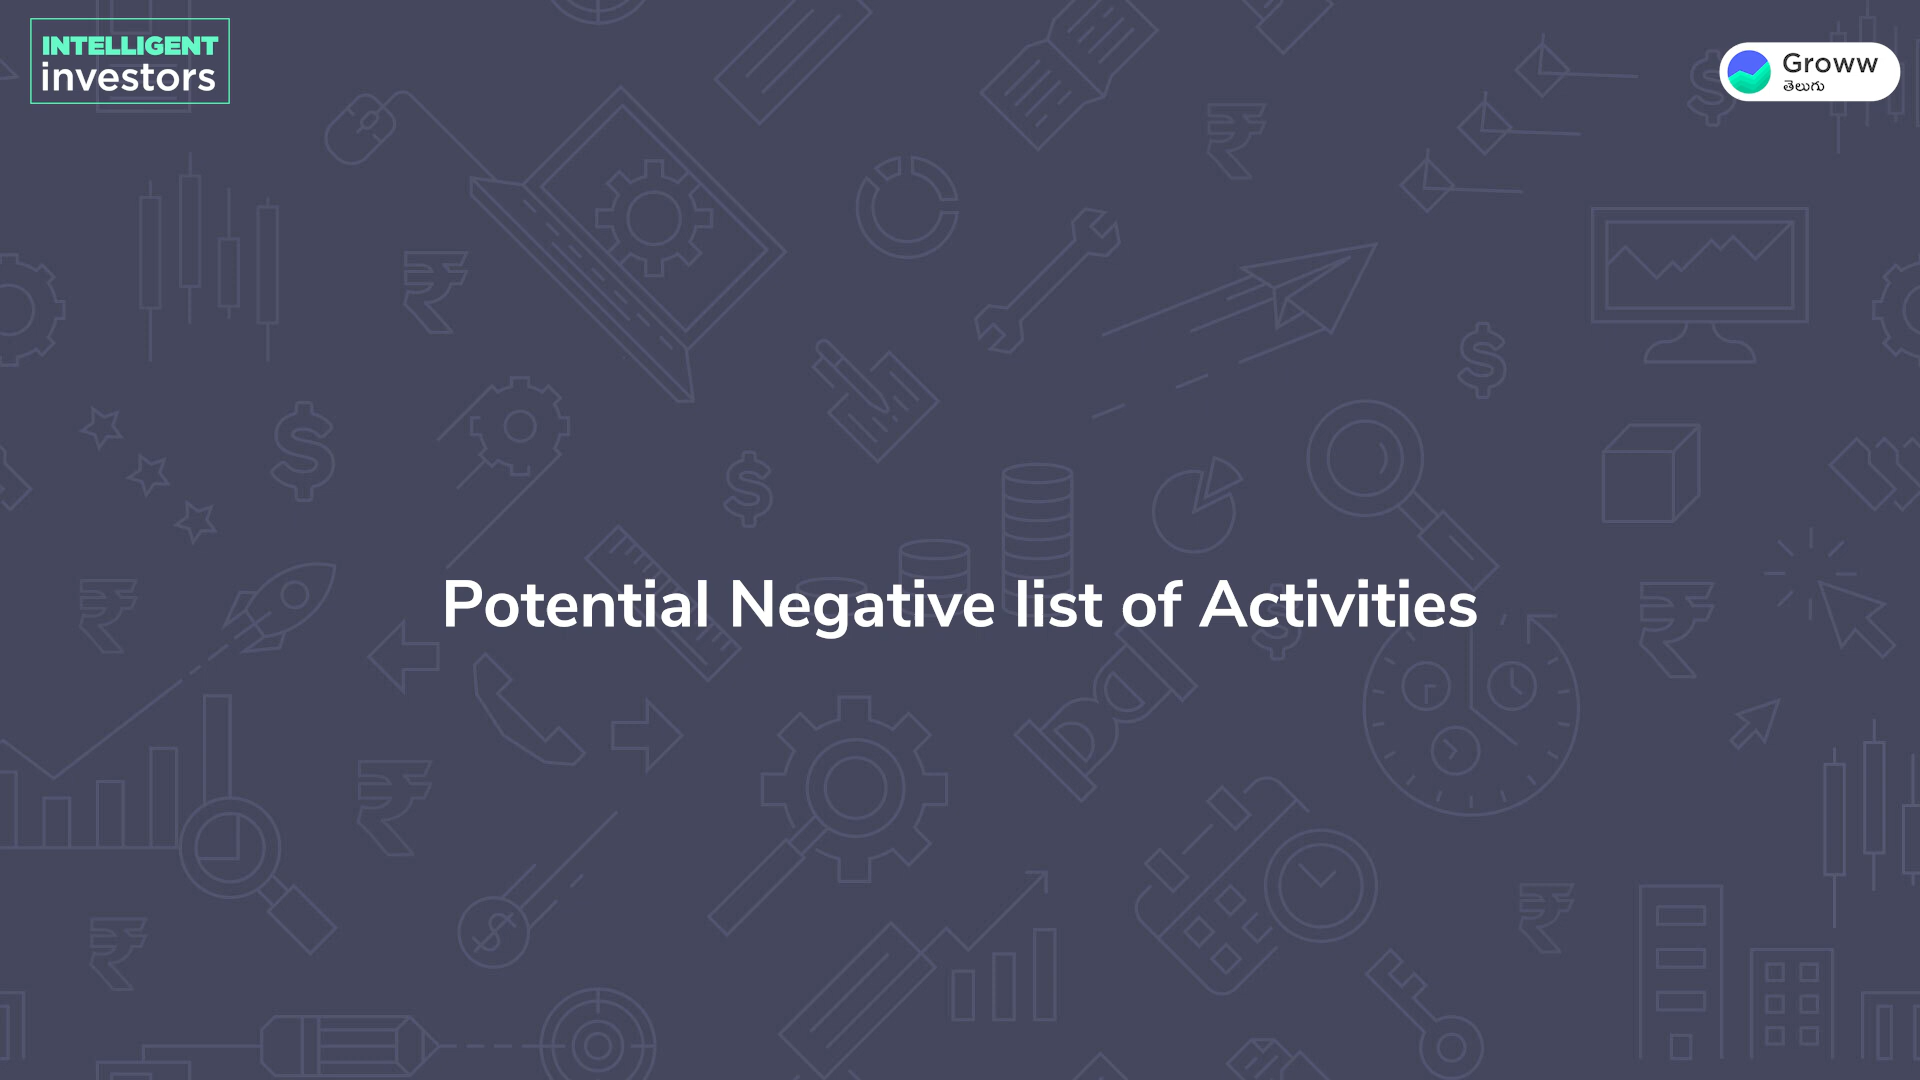 INTELLIGENT
investors
Groww
తెలుగు
Potential Negative list of Activities